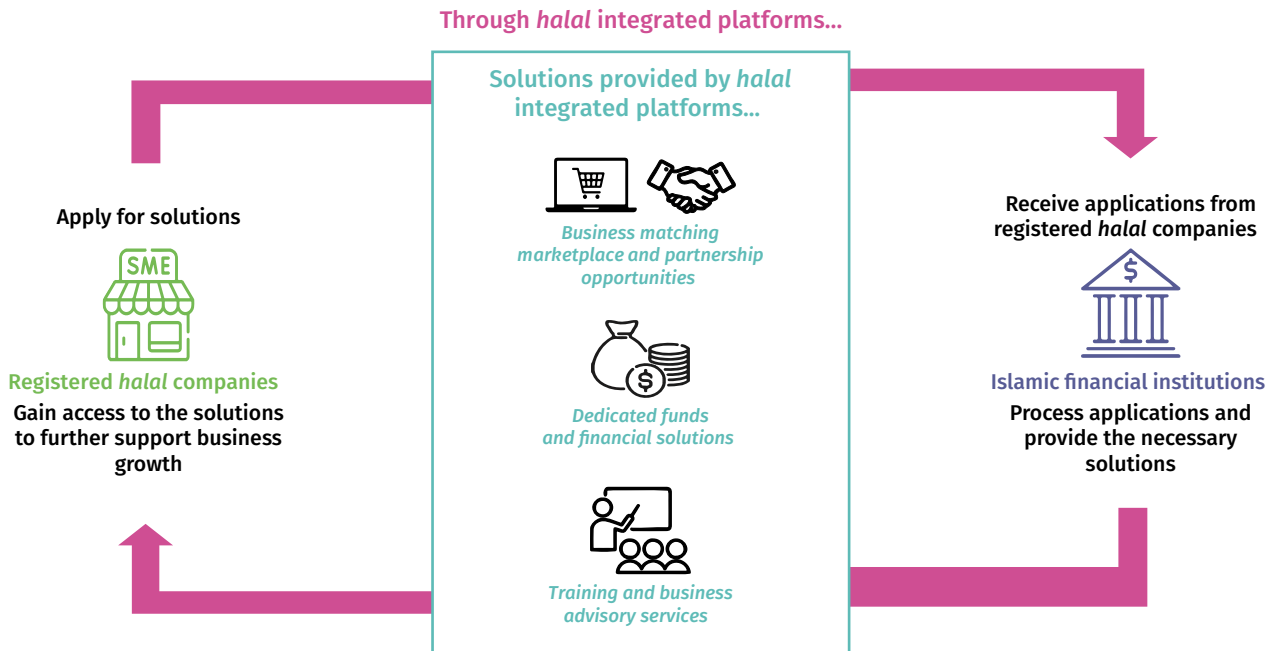 Through halal integrated platforms...
Solutions provided by halal
integrated platforms...
Apply for solutions
SME
Registered halal companies
Gain access to the solutions
to further support business
growth
Business matching
marketplace and partnership
opportunities
$
Dedicated funds
and financial solutions
Training and business
advisory services
Receive applications from
registered halal companies
$
Islamic financial institutions
Process applications and
provide the necessary
solutions